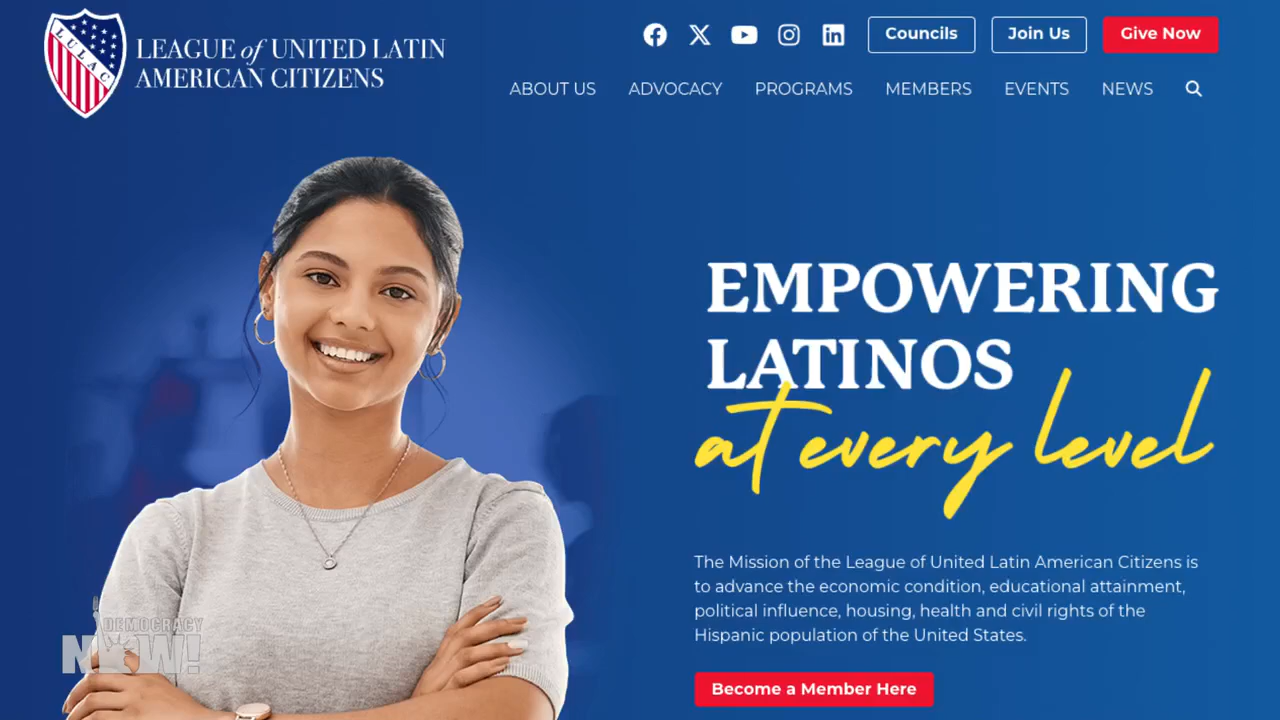 LULAC
LEAGUE of UNITED LATIN
AMERICAN CITIZENS
Councils
Join Us
Give Now
ABOUT US
ADVOCACY
PROGRAMS
MEMBERS
EVENTS
NEWS
EMPOWERING
LATINOS
at every level
The Mission of the League of United Latin American Citizens is
to advance the economic condition, educational attainment,
political influence, housing, health and civil rights of the
Hispanic population of the United States.
Become a Member Here
DEMOCRACY
NOW!